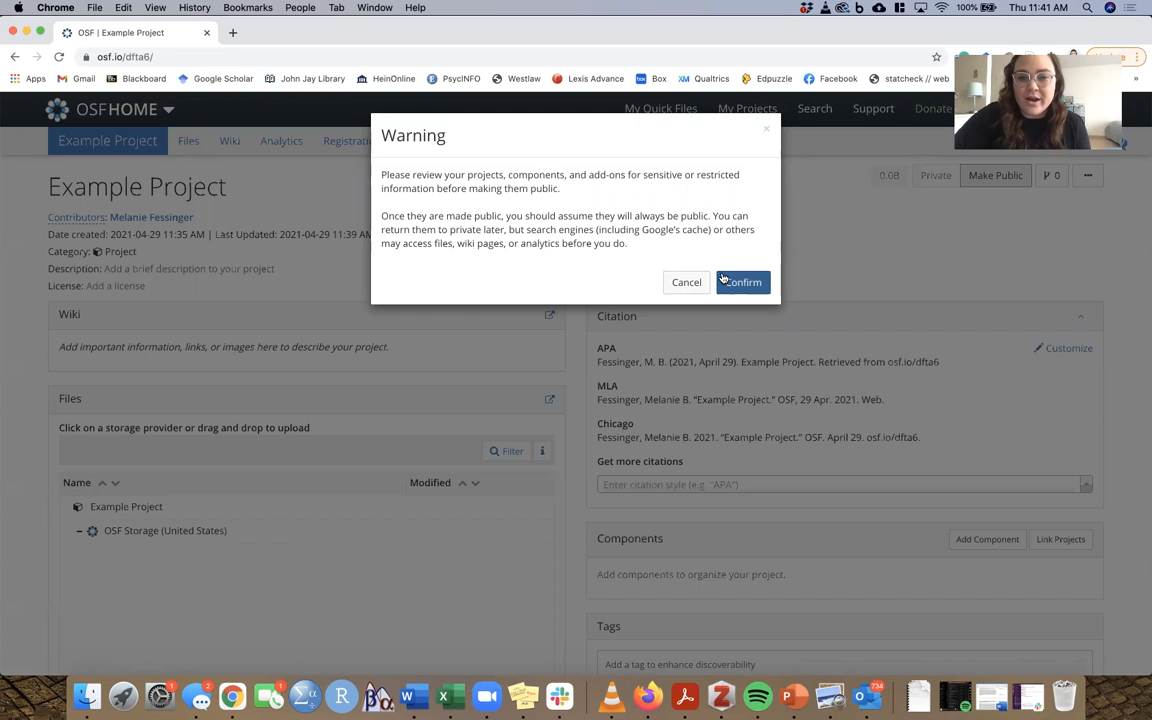 Chrome File Edit View History Bookmarks People Tab Window Help 100% Thu 11:41 AM
OSF | Example Project
osf.io/dfta6/
Apps Gmail Blackboard Google Scholar John Jay Library HeinOnline PsycINFO Westlaw Lexis Advance Box Qualtrics Edpuzzle Facebook statcheck // web
OSFHOME My Quick Files My Projects Search Support Donate
Example Project Files Wiki Analytics
Warning
Please review your projects, components, and add-ons for sensitive or restricted
information before making them public.
Once they are made public, you should assume they will always be public. You can
return them to private later, but search engines (including Google's cache) or others
may access files, wiki pages, or analytics before you do.
Cancel Confirm
Example Project
0.0B Private Make Public 0
Contributors: Melanie Fessinger
Date created: 2021-04-29 11:35 AM | Last Updated: 2021-04-29 11:39 AM
Category: Project
Description: Add a brief description to your project
License: Add a license
Wiki
Add important information, links, or images here to describe your project.
Files
Click on a storage provider or drag and drop to upload
Filter
Name Modified
Example Project
OSF Storage (United States)
Citation
APA
Customize
Fessinger, M. B. (2021, April 29). Example Project. Retrieved from osf.io/dfta6
MLA
Fessinger, Melanie B. “Example Project.” OSF, 29 Apr. 2021. Web.
Chicago
Fessinger, Melanie B. 2021. “Example Project.” OSF. April 29. osf.io/dfta6.
Get more citations
Enter citation style (e.g. "APA")
Components Add Component Link Projects
Add components to organize your project.
Tags
Add a tag to enhance discoverability
1 2 1 734